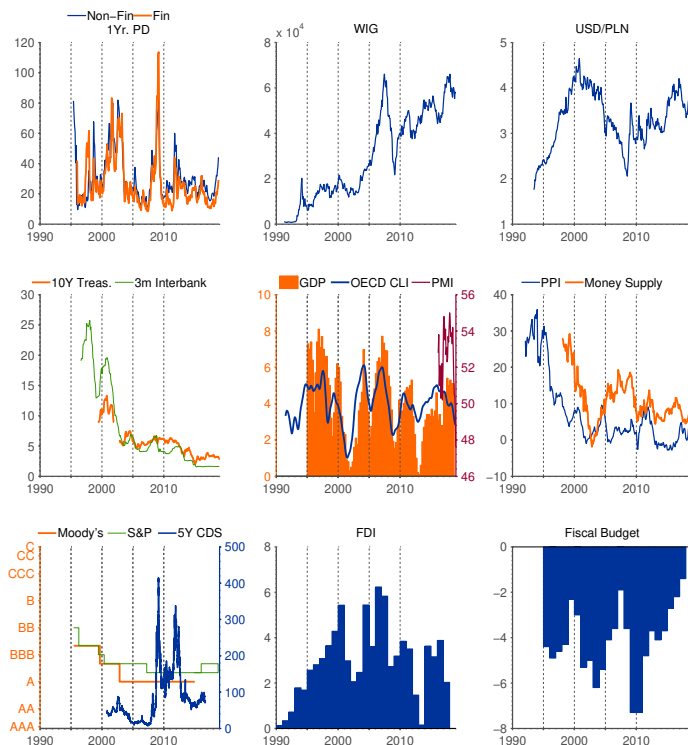 Non-Fin Fin
1Yr. PD
120
100
80
60
40
20
0
1990 2000 2010
x 10^4
WIG
8
6
4
2
0
1990 2000 2010
USD/PLN
5
4
3
2
1
1990 2000 2010
10Y Treas. 3m Interbank
30
25
20
15
10
5
0
1990 2000 2010
GDP OECD CLI PMI
10
8
6
4
2
0
56
54
52
50
48
46
1990 2000 2010
PPI Money Supply
40
30
20
10
0
−10
1990 2000 2010
Moody's S&P 5Y CDS
C
CC
CCC
B
BB
BBB
A
AA
AAA
500
400
300
200
100
0
1990 2000 2010
FDI
8
6
4
2
0
1990 2000 2010
Fiscal Budget
0
−2
−4
−6
−8
1990 2000 2010